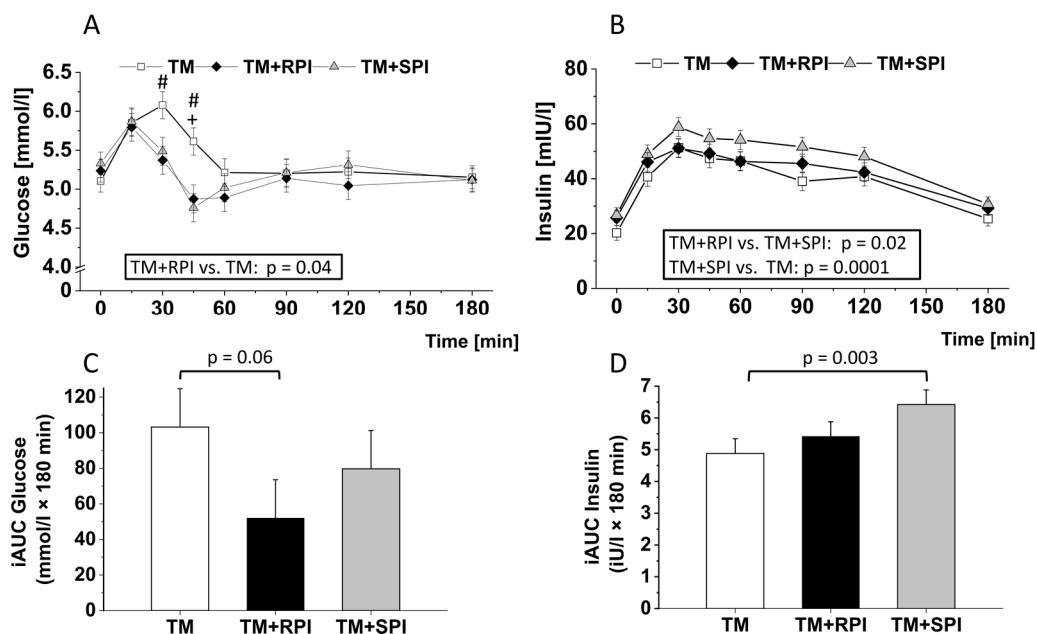 A
TM TM+RPI TM+SPI
Glucose [mmol/l]
6.5
6.0
5.5
5.0
4.5
4.0
0
#
#
+
TM+RPI vs. TM: p = 0.04
0 30 60 90 120 150 180
Time [min]
B
TM TM+RPI TM+SPI
Insulin [mIU/l]
80
60
40
20
0
TM+RPI vs. TM+SPI: p = 0.02
TM+SPI vs. TM: p = 0.0001
0 30 60 90 120 150 180
Time [min]
C
p = 0.06
iAUC Glucose
(mmol/l × 180 min)
120
100
80
60
40
20
0
TM TM+RPI TM+SPI
D
p = 0.003
iAUC Insulin
(iU/l × 180 min)
7
6
5
4
3
2
1
0
TM TM+RPI TM+SPI